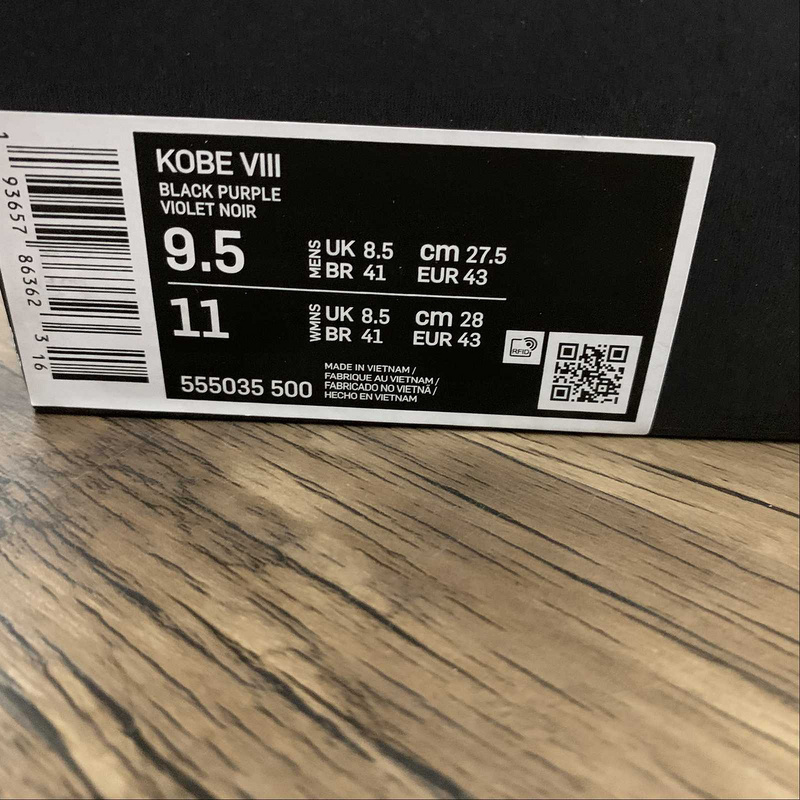 KOBE VIII
BLACK PURPLE
VIOLET NOIR
9.5
MENS
UK 8.5 cm 27.5
BR 41 EUR 43
11
WMNS
UK 8.5 cm 28
BR 41 EUR 43
555035 500
MADE IN VIETNAM /
FABRIQUE AU VIETNAM /
FABRICADO NO VIETNÃ /
HECHO EN VIETNAM
RFID
1 93657 86362 3 16